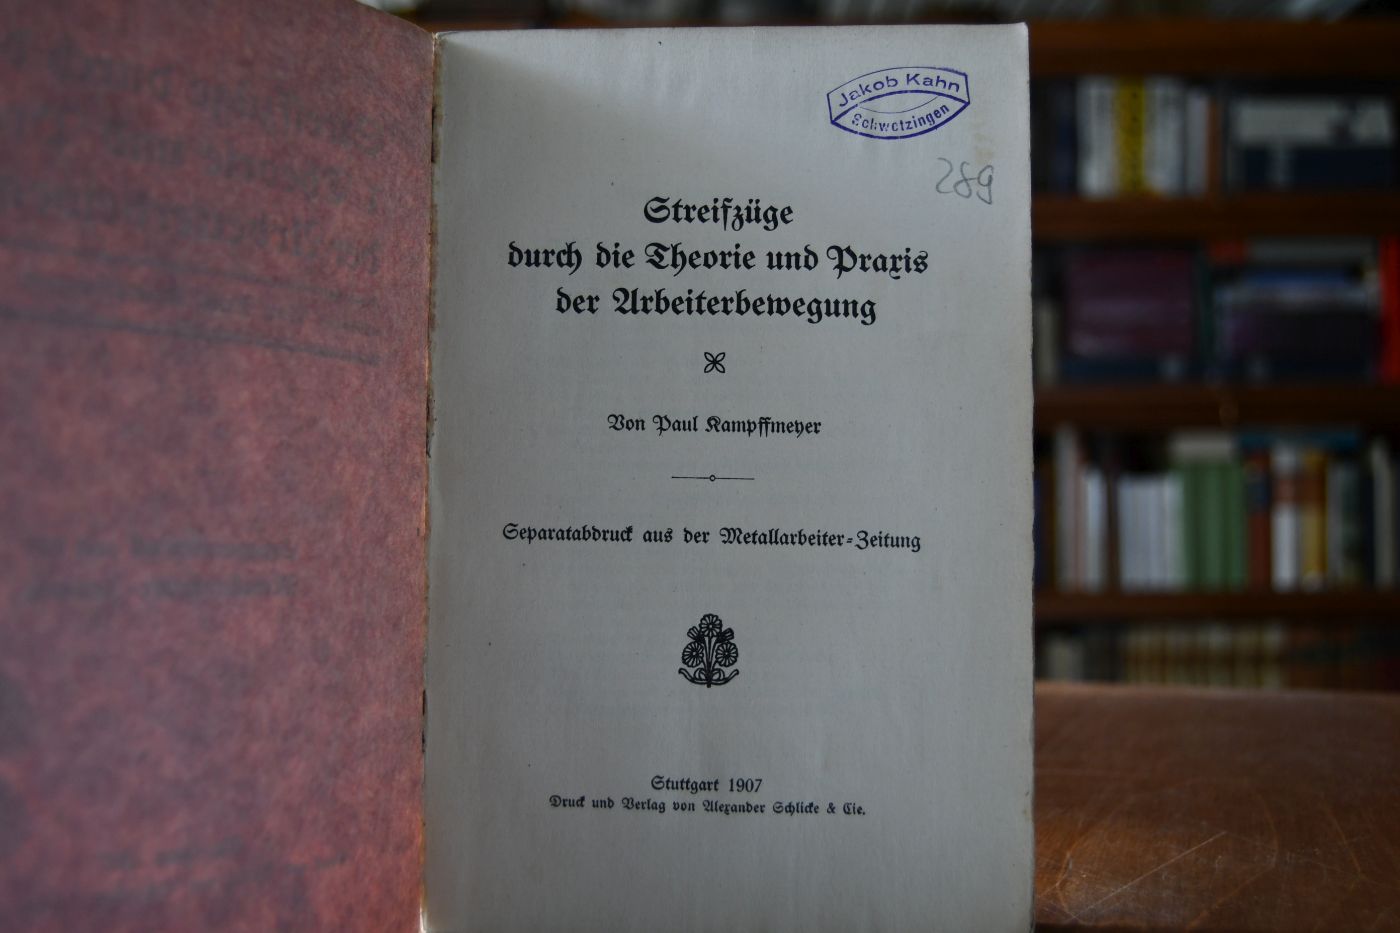 Jakob Kahn
Schwetzingen
289
Streifzüge
durch die Theorie und Praxis
der Arbeiterbewegung
Von Paul Kampffmeyer
Separatabdruck aus der Metallarbeiter-Zeitung
Stuttgart 1907
Druck und Verlag von Alexander Schlicke & Cie.